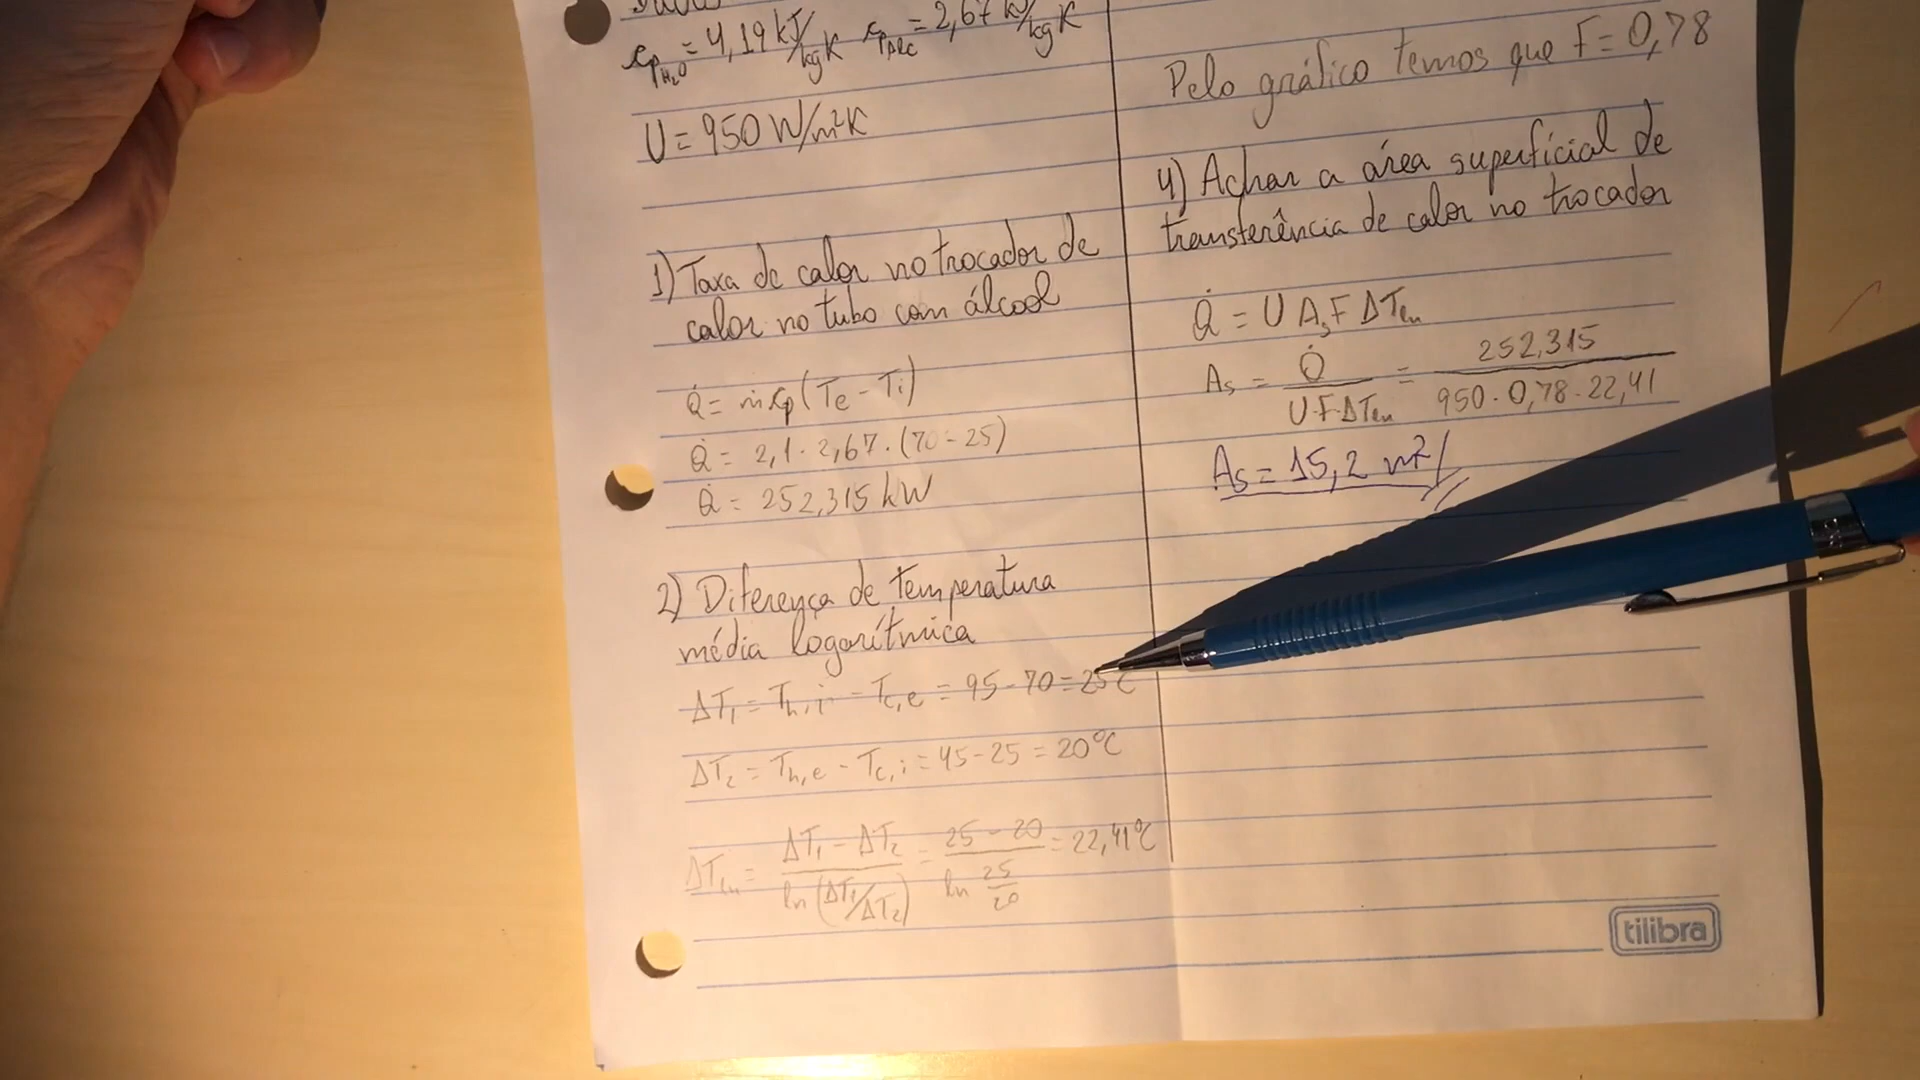 cp H₂O = 4,19 kJ/kgK cp ALC = 2,67 kJ/kgK
U = 950 W/m²K
1) Taxa de calor no trocador de
calor no tubo com álcool
Q̇ = ṁ cp (Te - Ti)
Q̇ = 2,1 . 2,67 . (70 - 25)
Q̇ = 252,315 kW
2) Diferença de temperatura
média logarítmica
ΔT₁ = Th,i - Tc,e = 95 - 70 = 25°C
ΔT₂ = Th,e - Tc,i = 45 - 25 = 20°C
ΔTln = ΔT₁ - ΔT₂ / ln (ΔT₁/ΔT₂) = 25 - 20 / ln 25/20 = 22,41°C
Pelo gráfico temos que F = 0,78
4) Achar a área superficial de
transferência de calor no trocador
Q̇ = U As F ΔTln
As = Q̇ / U.F.ΔTln = 252,315 / 950 . 0,78 . 22,41
As = 15,2 m²
tilibra